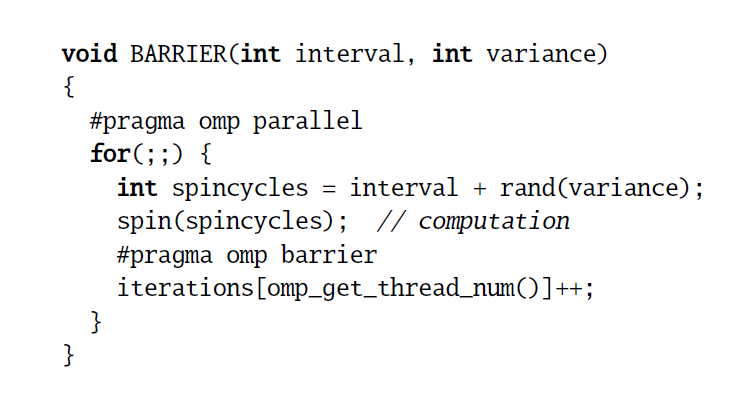 void BARRIER(int interval, int variance)
{
  #pragma omp parallel
  for(;;) {
    int spincycles = interval + rand(variance);
    spin(spincycles);  // computation
    #pragma omp barrier
    iterations[omp_get_thread_num()]++;
  }
}